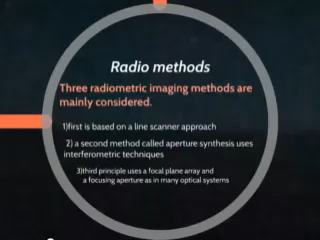 Radio methods
Three radiometric imaging methods are
mainly considered.
1)first is based on a line scanner approach
2) a second method called aperture synthesis uses
interferometric techniques
3)third principle uses a focal plane array and
a focusing aperture as in many optical systems